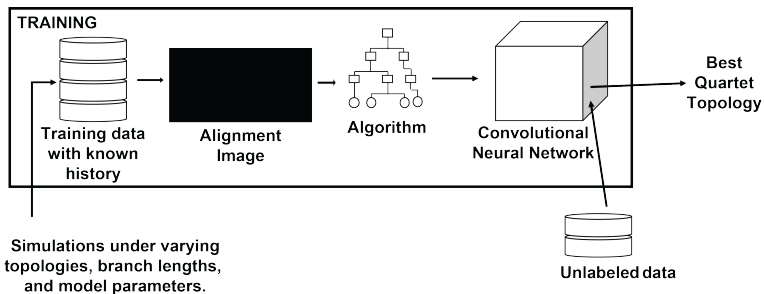 TRAINING
Training data
with known
history
Alignment
Image
Algorithm
Convolutional
Neural Network
Best
Quartet
Topology
Simulations under varying
topologies, branch lengths,
and model parameters.
Unlabeled data